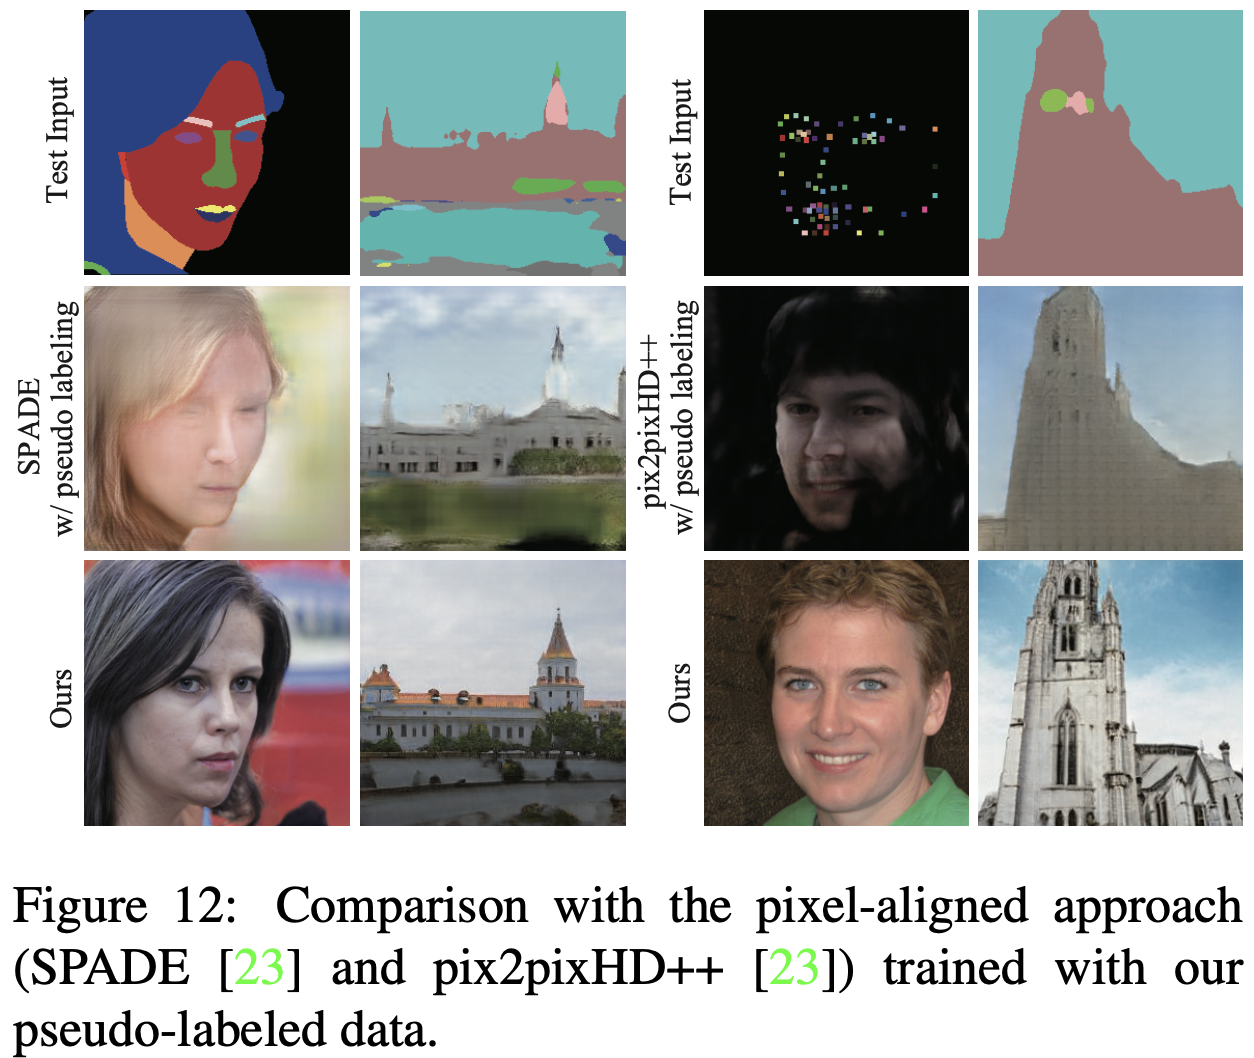 Test Input
SPADE
w/ pseudo labeling
Ours
Test Input
pix2pixHD++
w/ pseudo labeling
Ours
Figure 12: Comparison with the pixel-aligned approach
(SPADE [23] and pix2pixHD++ [23]) trained with our
pseudo-labeled data.